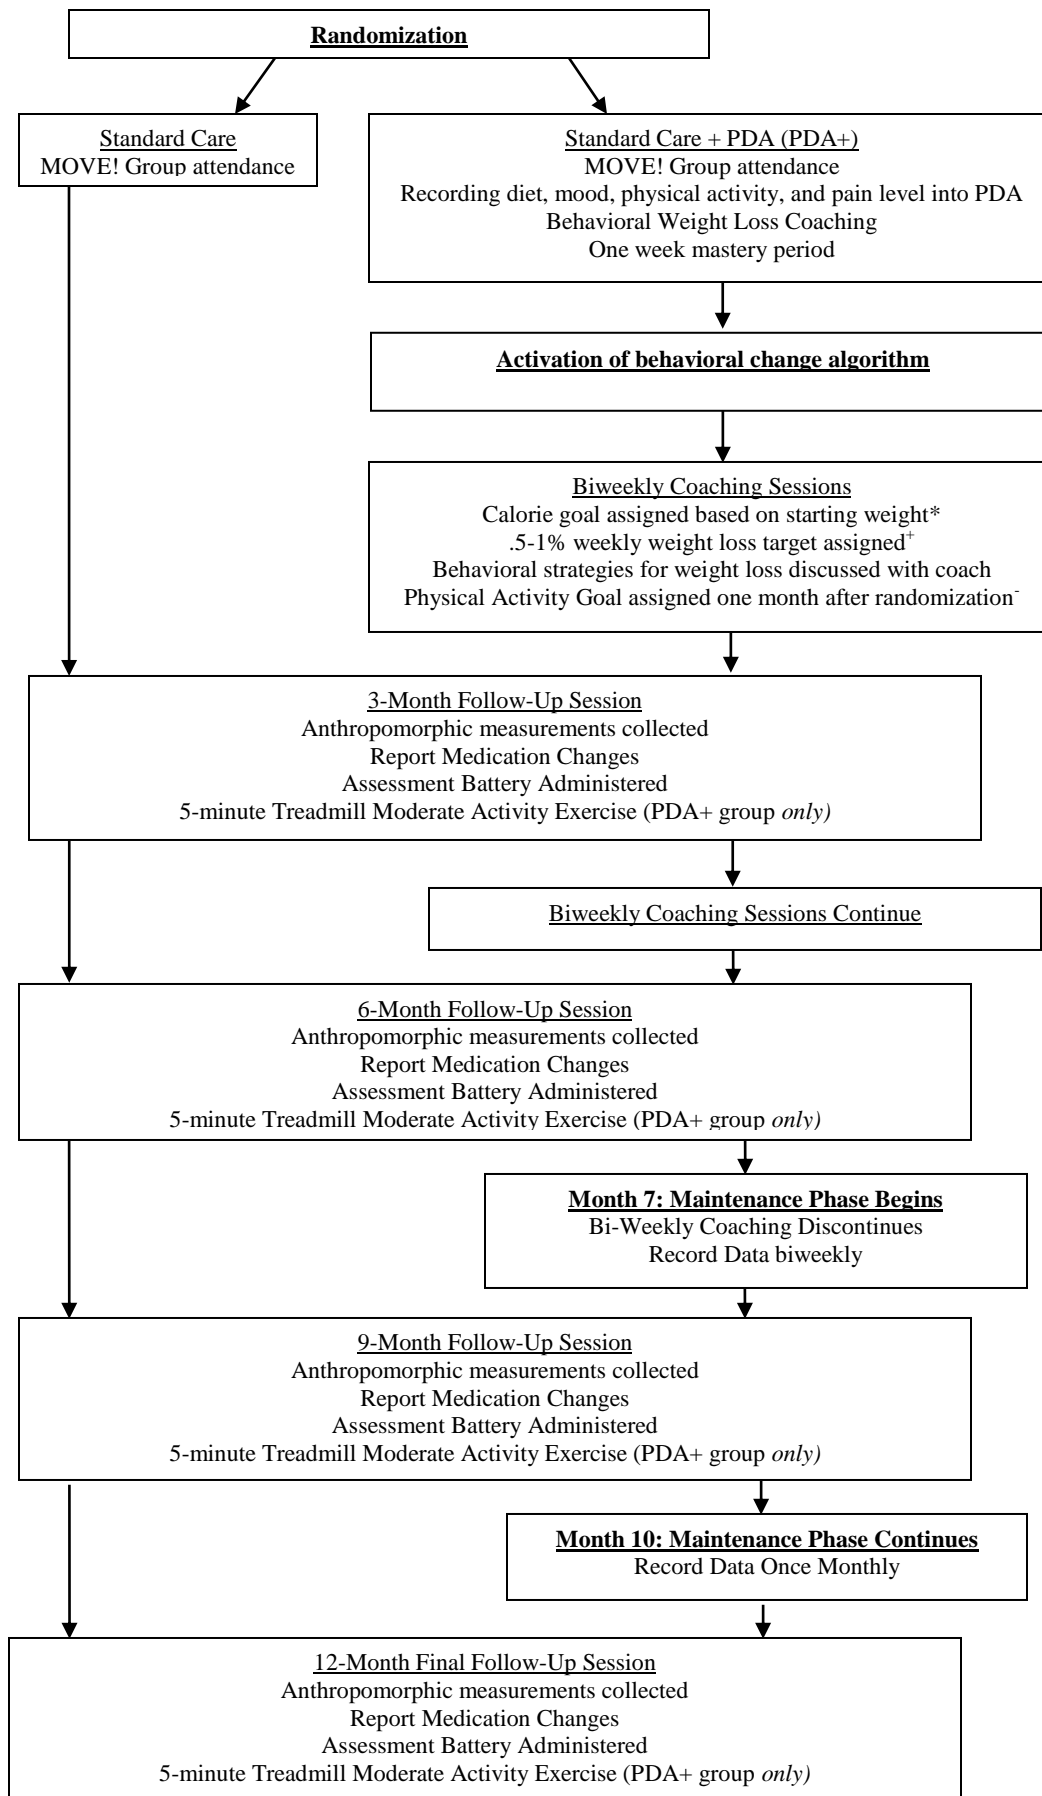 Randomization
Standard Care
MOVE! Group attendance
Standard Care + PDA (PDA+)
MOVE! Group attendance
Recording diet, mood, physical activity, and pain level into PDA
Behavioral Weight Loss Coaching
One week mastery period
Activation of behavioral change algorithm
Biweekly Coaching Sessions
Calorie goal assigned based on starting weight*
.5-1% weekly weight loss target assigned+
Behavioral strategies for weight loss discussed with coach
Physical Activity Goal assigned one month after randomization-
3-Month Follow-Up Session
Anthropomorphic measurements collected
Report Medication Changes
Assessment Battery Administered
5-minute Treadmill Moderate Activity Exercise (PDA+ group only)
Biweekly Coaching Sessions Continue
6-Month Follow-Up Session
Anthropomorphic measurements collected
Report Medication Changes
Assessment Battery Administered
5-minute Treadmill Moderate Activity Exercise (PDA+ group only)
Month 7: Maintenance Phase Begins
Bi-Weekly Coaching Discontinues
Record Data biweekly
9-Month Follow-Up Session
Anthropomorphic measurements collected
Report Medication Changes
Assessment Battery Administered
5-minute Treadmill Moderate Activity Exercise (PDA+ group only)
Month 10: Maintenance Phase Continues
Record Data Once Monthly
12-Month Final Follow-Up Session
Anthropomorphic measurements collected
Report Medication Changes
Assessment Battery Administered
5-minute Treadmill Moderate Activity Exercise (PDA+ group only)